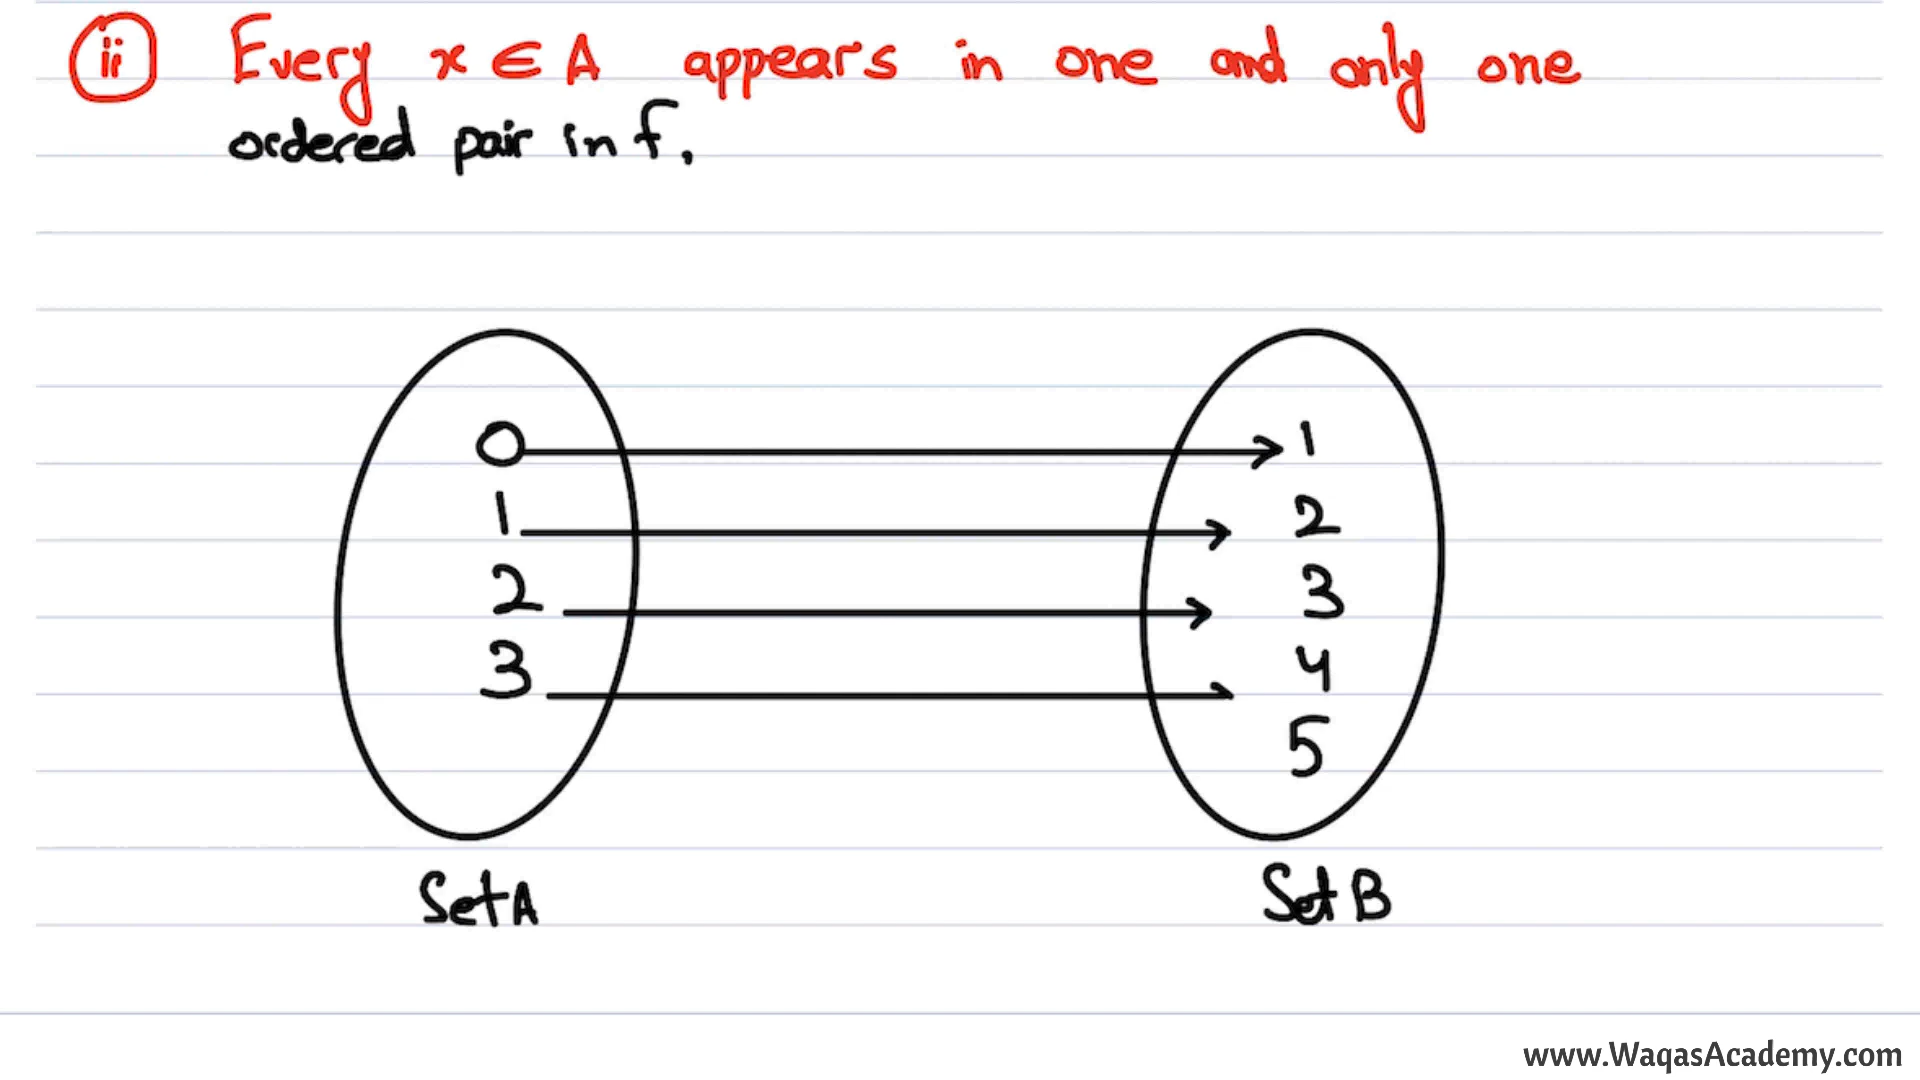 ii Every x ∈ A appears in one and only one
ordered pair in f.
0 1
1 2
2 3
3 4
5
Set A Set B
www.WaqasAcademy.com